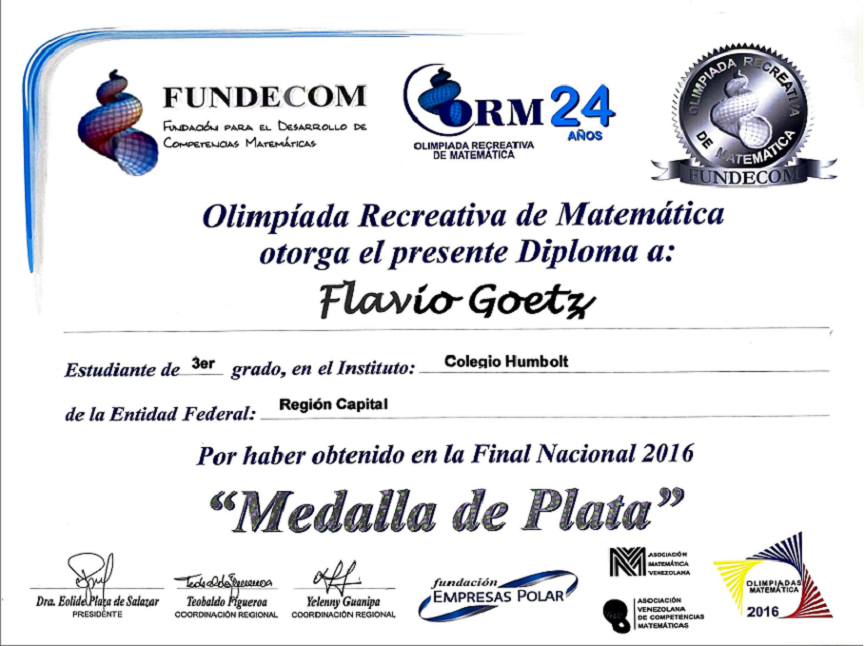 FUNDECOM
FUNDACIÓN PARA EL DESARROLLO DE
COMPETENCIAS MATEMÁTICAS
ORM 24
AÑOS
OLIMPIADA RECREATIVA
DE MATEMÁTICA
OLIMPIADA RECREATIVA
DE MATEMÁTICA
FUNDECOM
Olimpíada Recreativa de Matemática
otorga el presente Diploma a:
Flavio Goetz
Estudiante de 3er grado, en el Instituto: Colegio Humbolt
de la Entidad Federal: Región Capital
Por haber obtenido en la Final Nacional 2016
“Medalla de Plata”
Dra. Eolide Plaza de Salazar
PRESIDENTE
Teobaldo Figueroa
COORDINACIÓN REGIONAL
Yelenny Guanipa
COORDINACIÓN REGIONAL
fundación
EMPRESAS POLAR
ASOCIACIÓN
MATEMÁTICA
VENEZOLANA
ASOCIACIÓN
VENEZOLANA
DE COMPETENCIAS
MATEMÁTICAS
OLIMPIADAS
MATEMÁTICA
2016